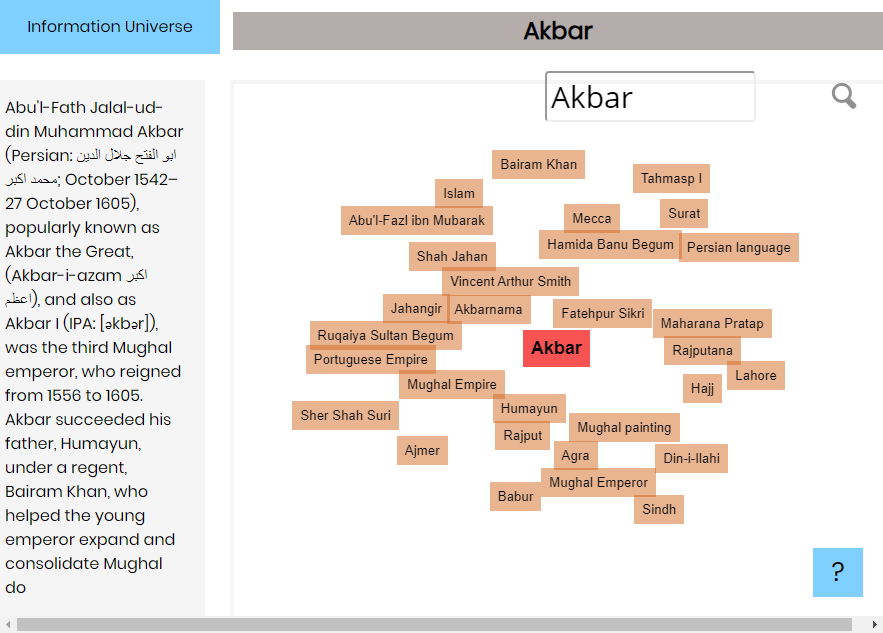 Information Universe
Akbar
Akbar
Abu'l-Fath Jalal-ud-
din Muhammad Akbar
(Persian: ابو الفتح جلال الدين
محمد اكبر; October 1542–
27 October 1605),
popularly known as
Akbar the Great,
(Akbar-i-azam اکبر
اعظم), and also as
Akbar I (IPA: [əkbər]),
was the third Mughal
emperor, who reigned
from 1556 to 1605.
Akbar succeeded his
father, Humayun,
under a regent,
Bairam Khan, who
helped the young
emperor expand and
consolidate Mughal
do
Bairam Khan
Tahmasp I
Islam
Surat
Abu'l-Fazl ibn Mubarak
Mecca
Hamida Banu Begum
Persian language
Shah Jahan
Vincent Arthur Smith
Jahangir
Akbarnama
Fatehpur Sikri
Maharana Pratap
Ruqaiya Sultan Begum
Akbar
Rajputana
Portuguese Empire
Lahore
Mughal Empire
Hajj
Humayun
Sher Shah Suri
Mughal painting
Rajput
Ajmer
Agra
Din-i-Ilahi
Mughal Emperor
Babur
Sindh
?